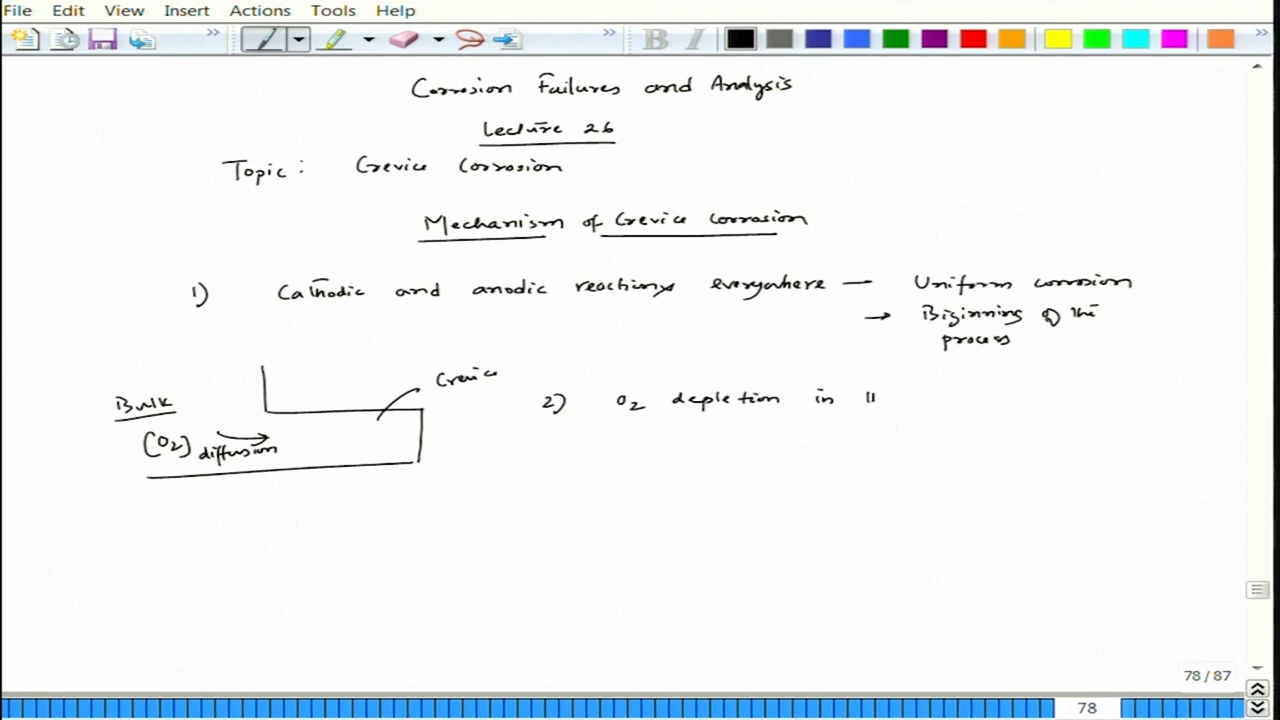 File Edit View Insert Actions Tools Help
B I
Corrosion Failures and Analysis
Lecture 26
Topic : Crevice Corrosion
Mechanism of Crevice corrosion
1) Cathodic and anodic reactions everywhere — Uniform corrosion
→ Biginning of the
process
Crevice
Bulk
2) O2 depletion in
(O2) diffusion
78 / 87
78